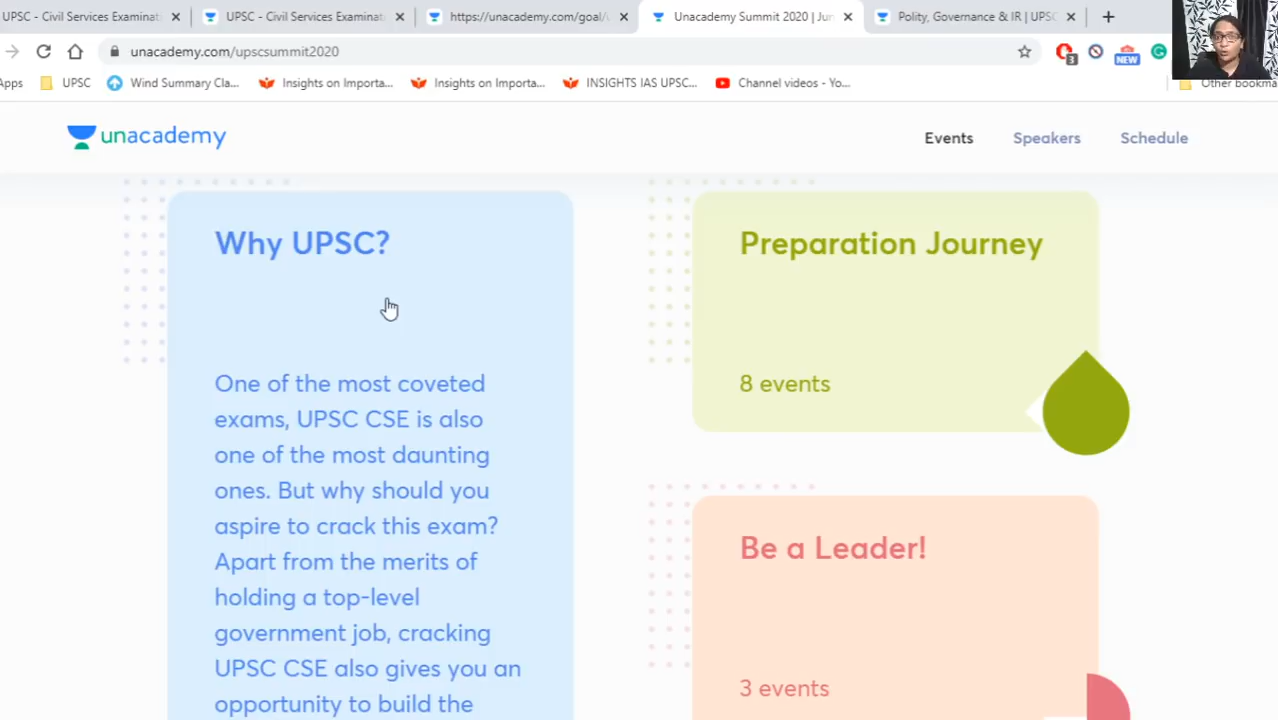 UPSC - Civil Services Examinat
UPSC - Civil Services Examinat
https://unacademy.com/goal/
Unacademy Summit 2020 | Jun
Polity, Governance & IR | UPSC
unacademy.com/upscsummit2020
3
NEW
Apps
UPSC
Wind Summary Cla...
Insights on Importa...
Insights on Importa...
INSIGHTS IAS UPSC...
Channel videos - Yo...
Other bookma
unacademy
Events
Speakers
Schedule
Why UPSC?
One of the most coveted
exams, UPSC CSE is also
one of the most daunting
ones. But why should you
aspire to crack this exam?
Apart from the merits of
holding a top-level
government job, cracking
UPSC CSE also gives you an
opportunity to build the
Preparation Journey
8 events
Be a Leader!
3 events